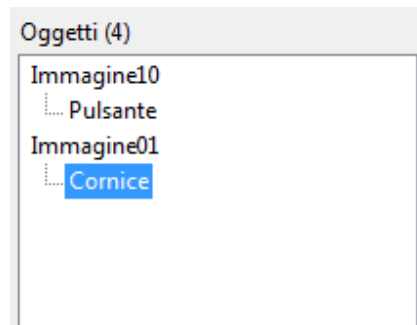 Oggetti (4)
Immagine10
Pulsante
Immagine01
Cornice